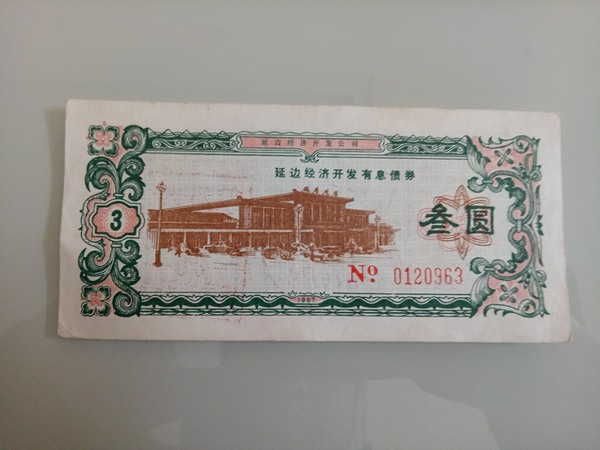 延边经济开发公司
延边经济开发有息债券
3
叁圆
No 0120963
1987